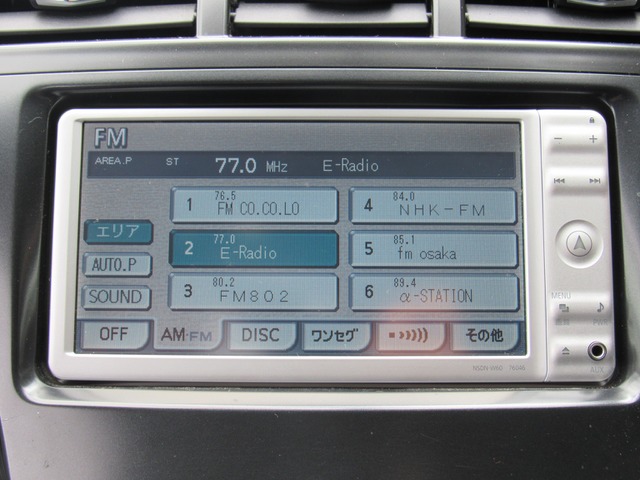 FM
AREA.P ST 77.0 MHz E-Radio
1 76.5 FM CO.CO.LO
4 84.0 NHK-FM
エリア
2 77.0 E-Radio
5 85.1 fm osaka
AUTO.P
3 80.2 FM802
6 89.4 α-STATION
SOUND
OFF AM·FM DISC ワンセグ その他
MENU
PWR
AUX